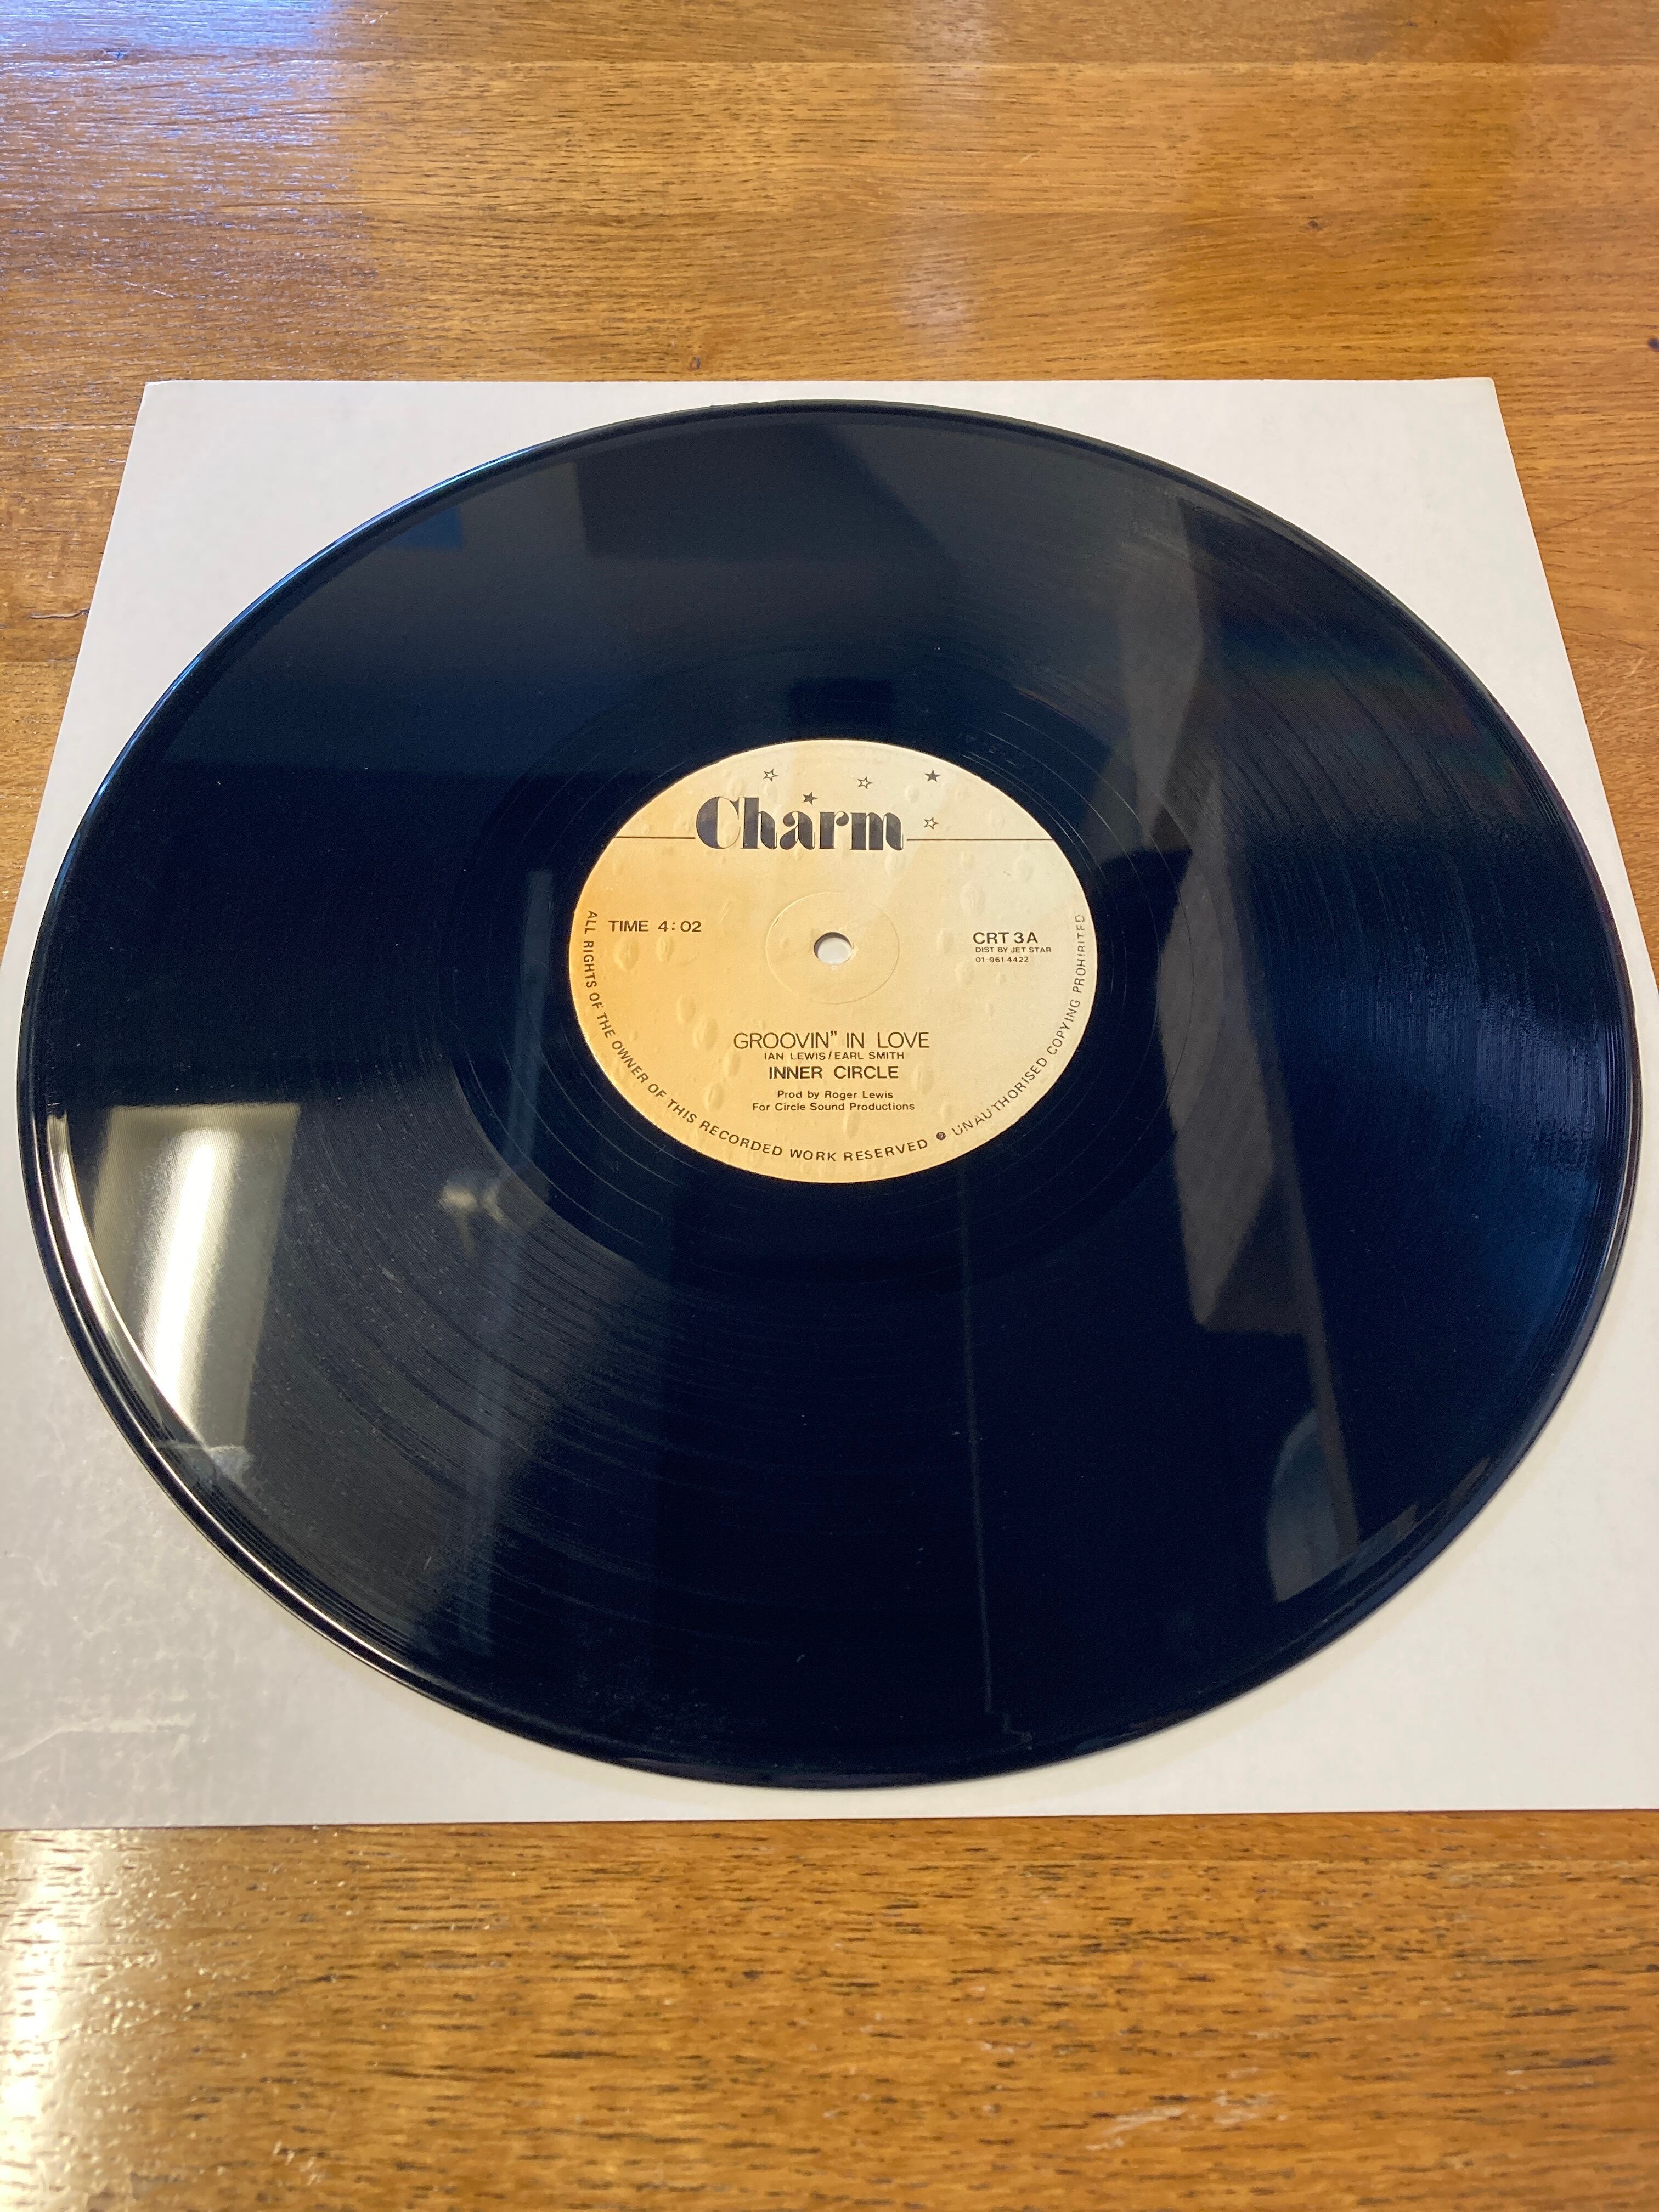 Charm
TIME 4:02
CRT 3A
DIST BY JET STAR
01 961 4422
GROOVIN" IN LOVE
IAN LEWIS/EARL SMITH
INNER CIRCLE
Prod by Roger Lewis
For Circle Sound Productions
ALL RIGHTS OF THE OWNER OF THIS RECORDED WORK RESERVED ● UNAUTHORISED COPYING PROHIBITED